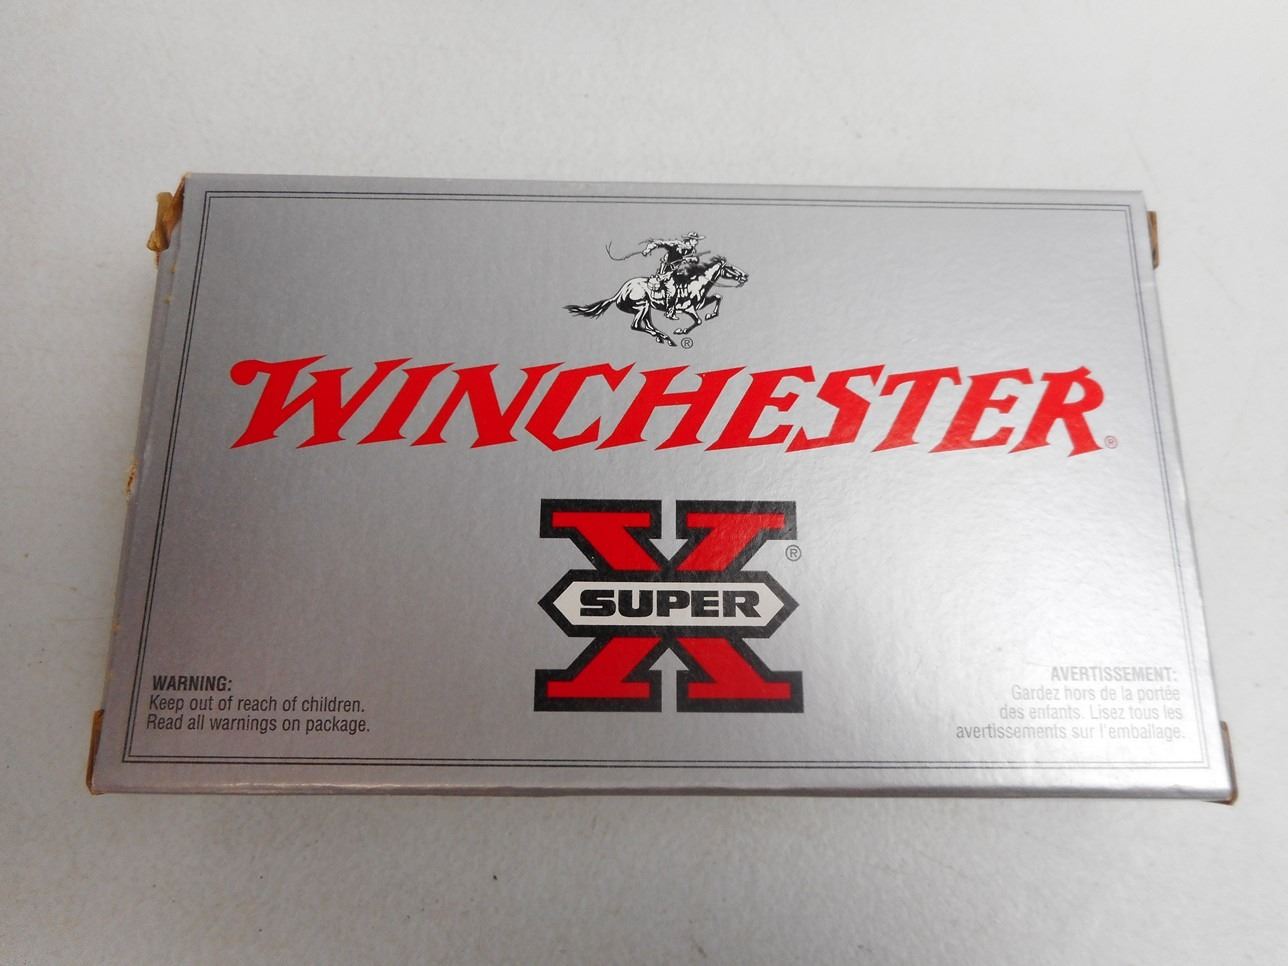 ®
WINCHESTER®
X
SUPER
®
WARNING:
Keep out of reach of children.
Read all warnings on package.
AVERTISSEMENT:
Gardez hors de la portée
des enfants. Lisez tous les
avertissements sur l'emballage.